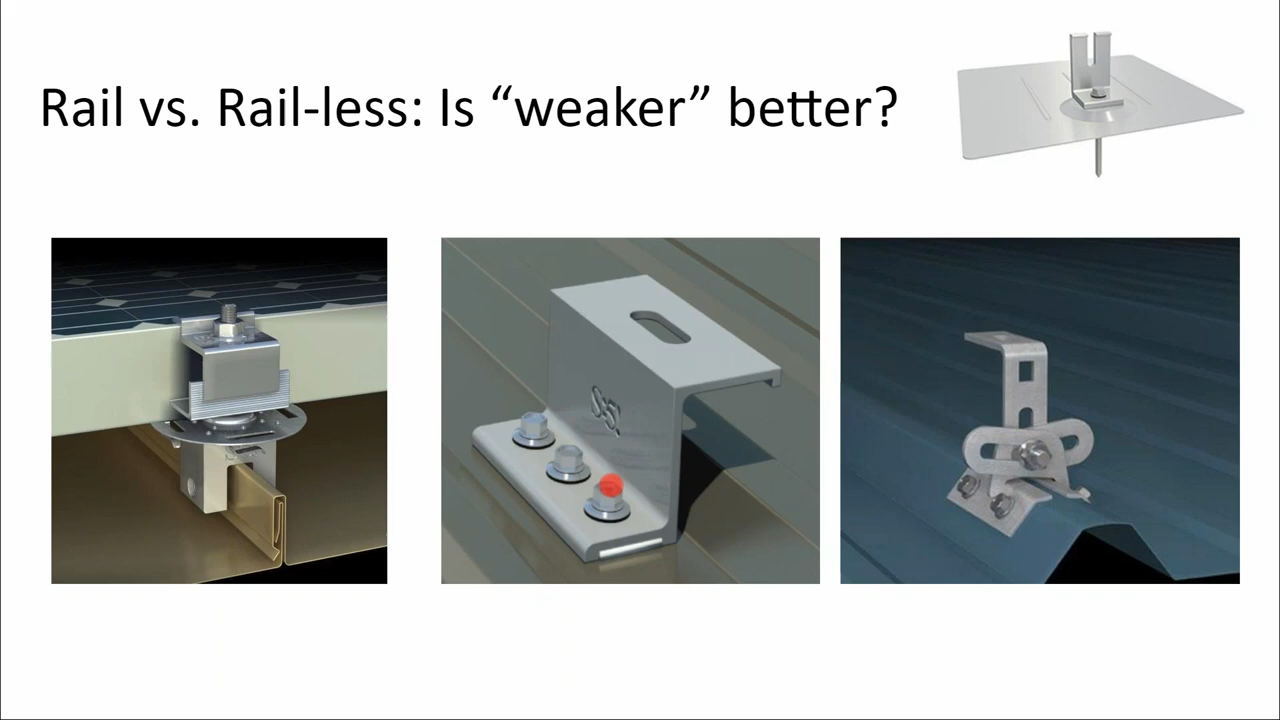 Rail vs. Rail-less: Is “weaker” better?